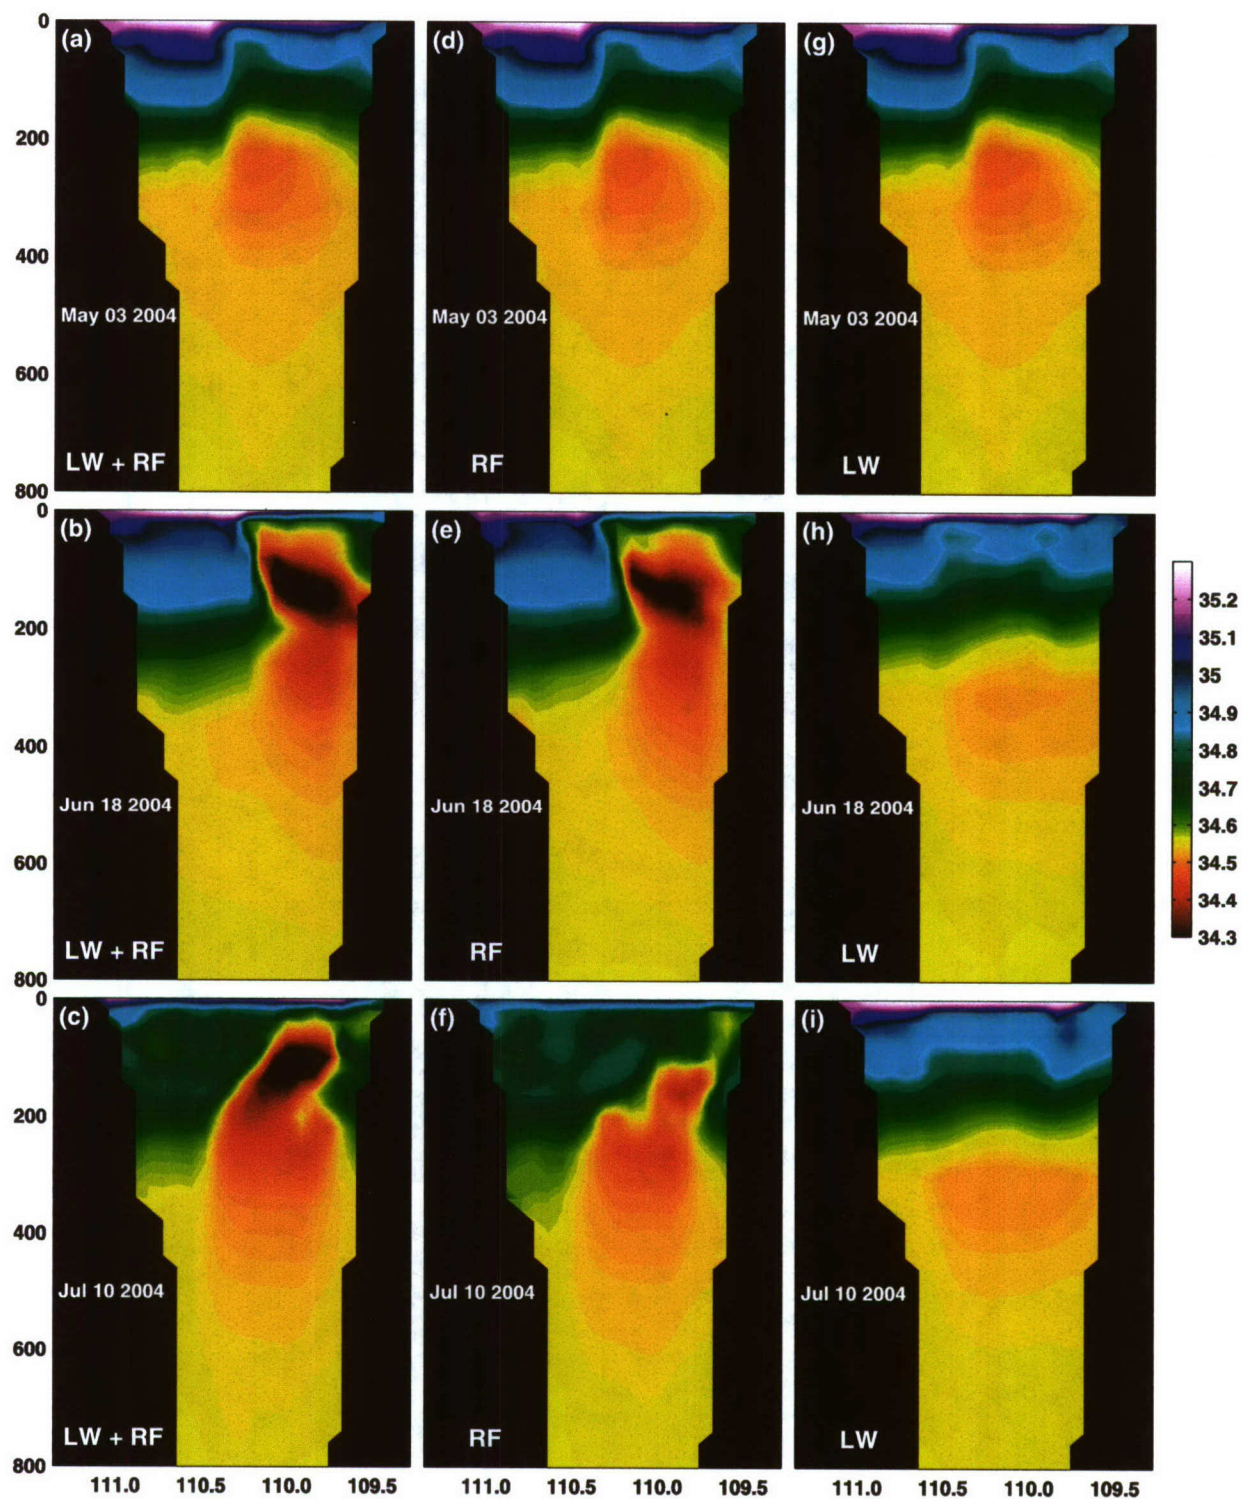 0
200
400
600
800
(a)
May 03 2004
LW + RF
(d)
May 03 2004
RF
(g)
May 03 2004
LW
0
200
400
600
800
(b)
Jun 18 2004
LW + RF
(e)
Jun 18 2004
RF
(h)
Jun 18 2004
LW
35.2
35.1
35
34.9
34.8
34.7
34.6
34.5
34.4
34.3
0
200
400
600
800
(c)
Jul 10 2004
LW + RF
(f)
Jul 10 2004
RF
(i)
Jul 10 2004
LW
111.0 110.5 110.0 109.5
111.0 110.5 110.0 109.5
111.0 110.5 110.0 109.5